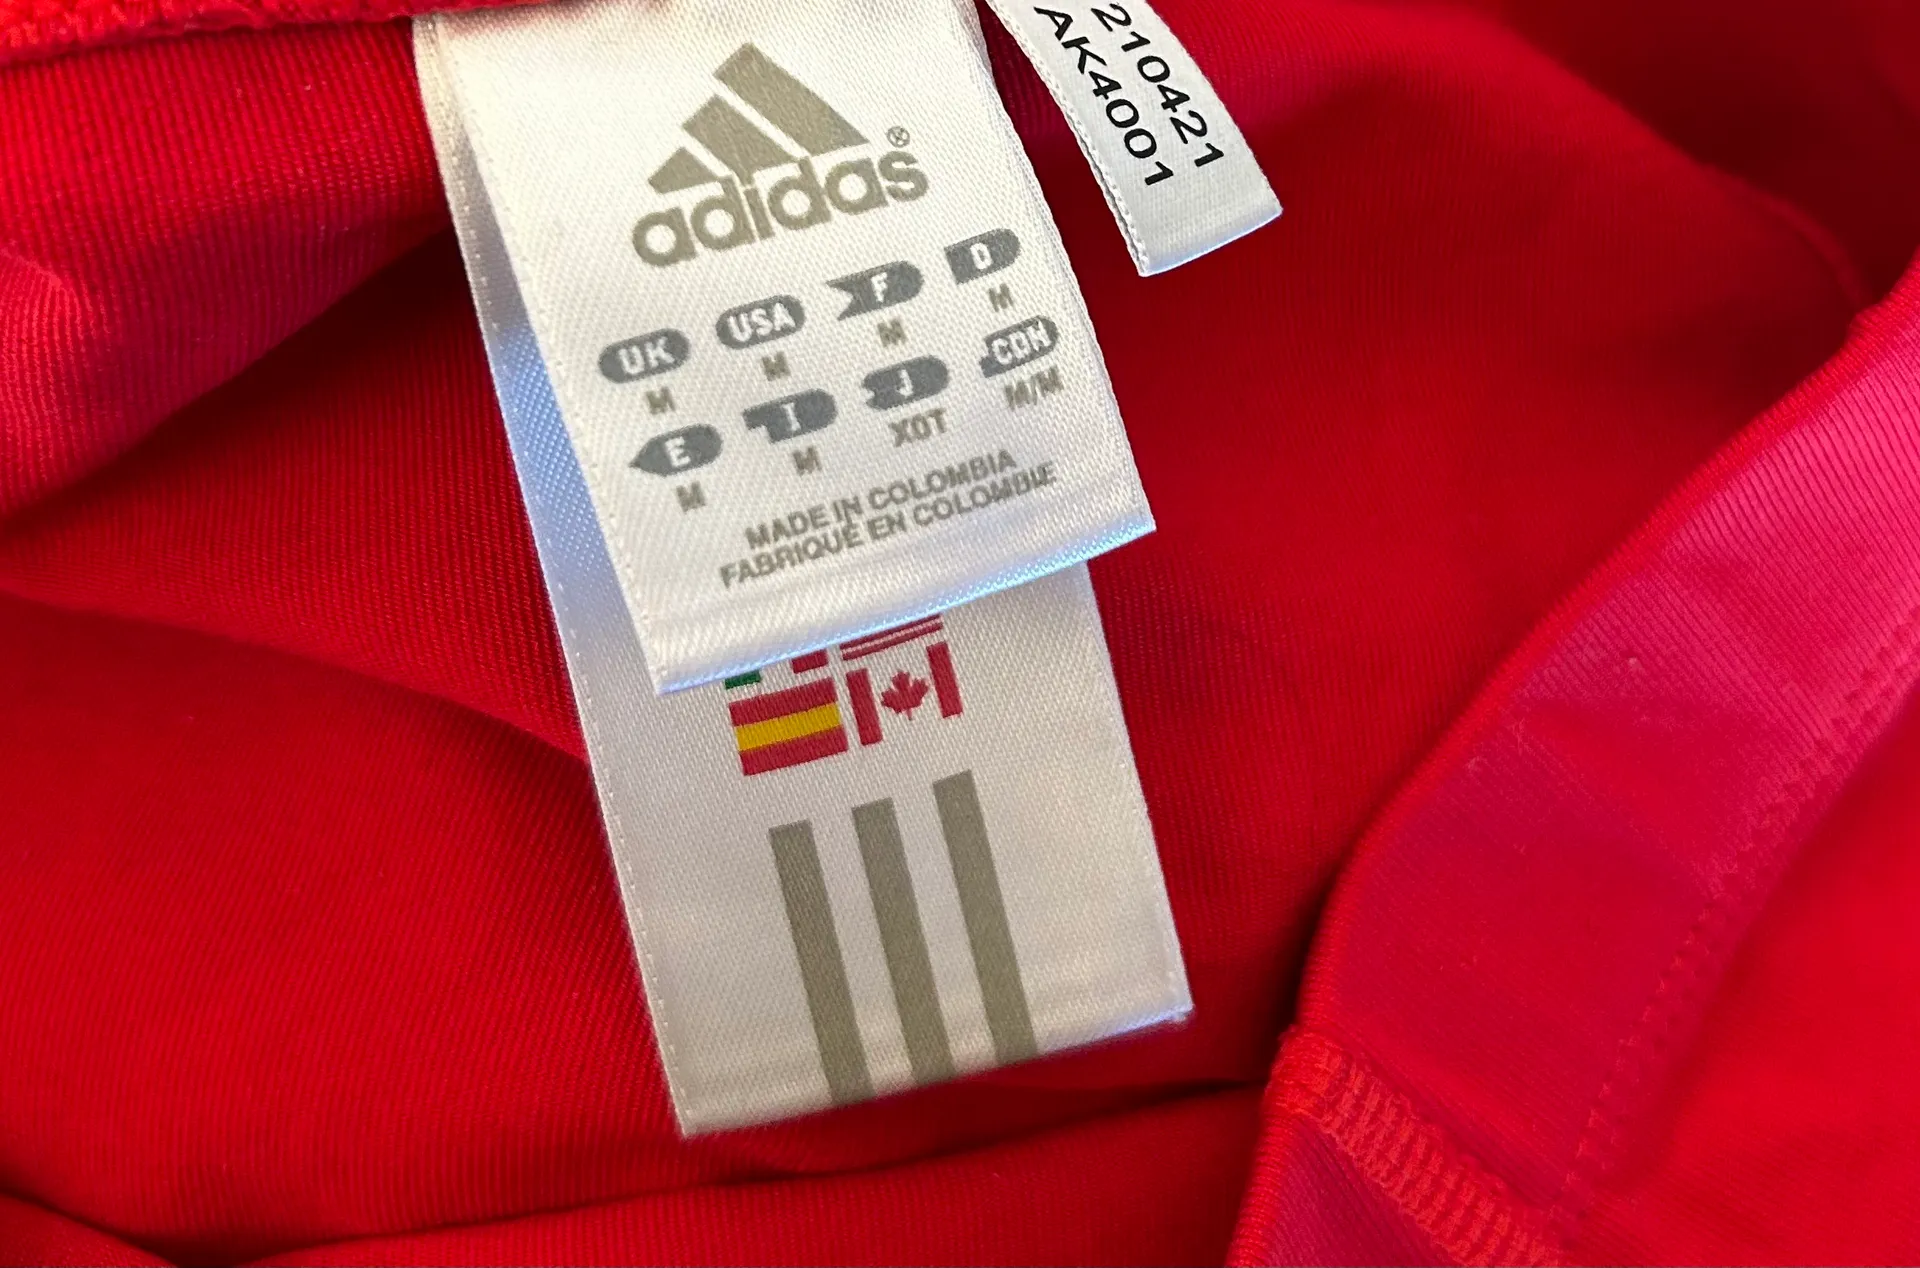 adidas®
UK USA F D
M M M M
E I J CDN
M M XOT M/M
MADE IN COLOMBIA
FABRIQUÉ EN COLOMBIE
210421
AK4001